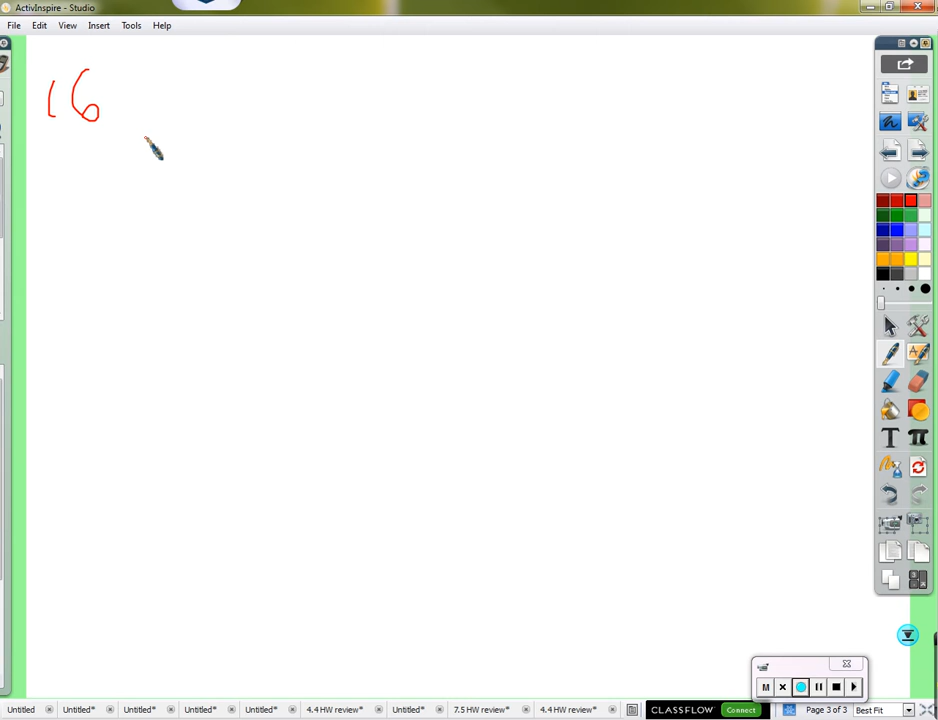 ActivInspire - Studio
File Edit View Insert Tools Help
16
Untitled Untitled* Untitled* Untitled* Untitled* 4.4 HW review* Untitled* 7.5 HW review* 4.4 HW review* CLASSFLOW Connect Page 3 of 3 Best Fit
M